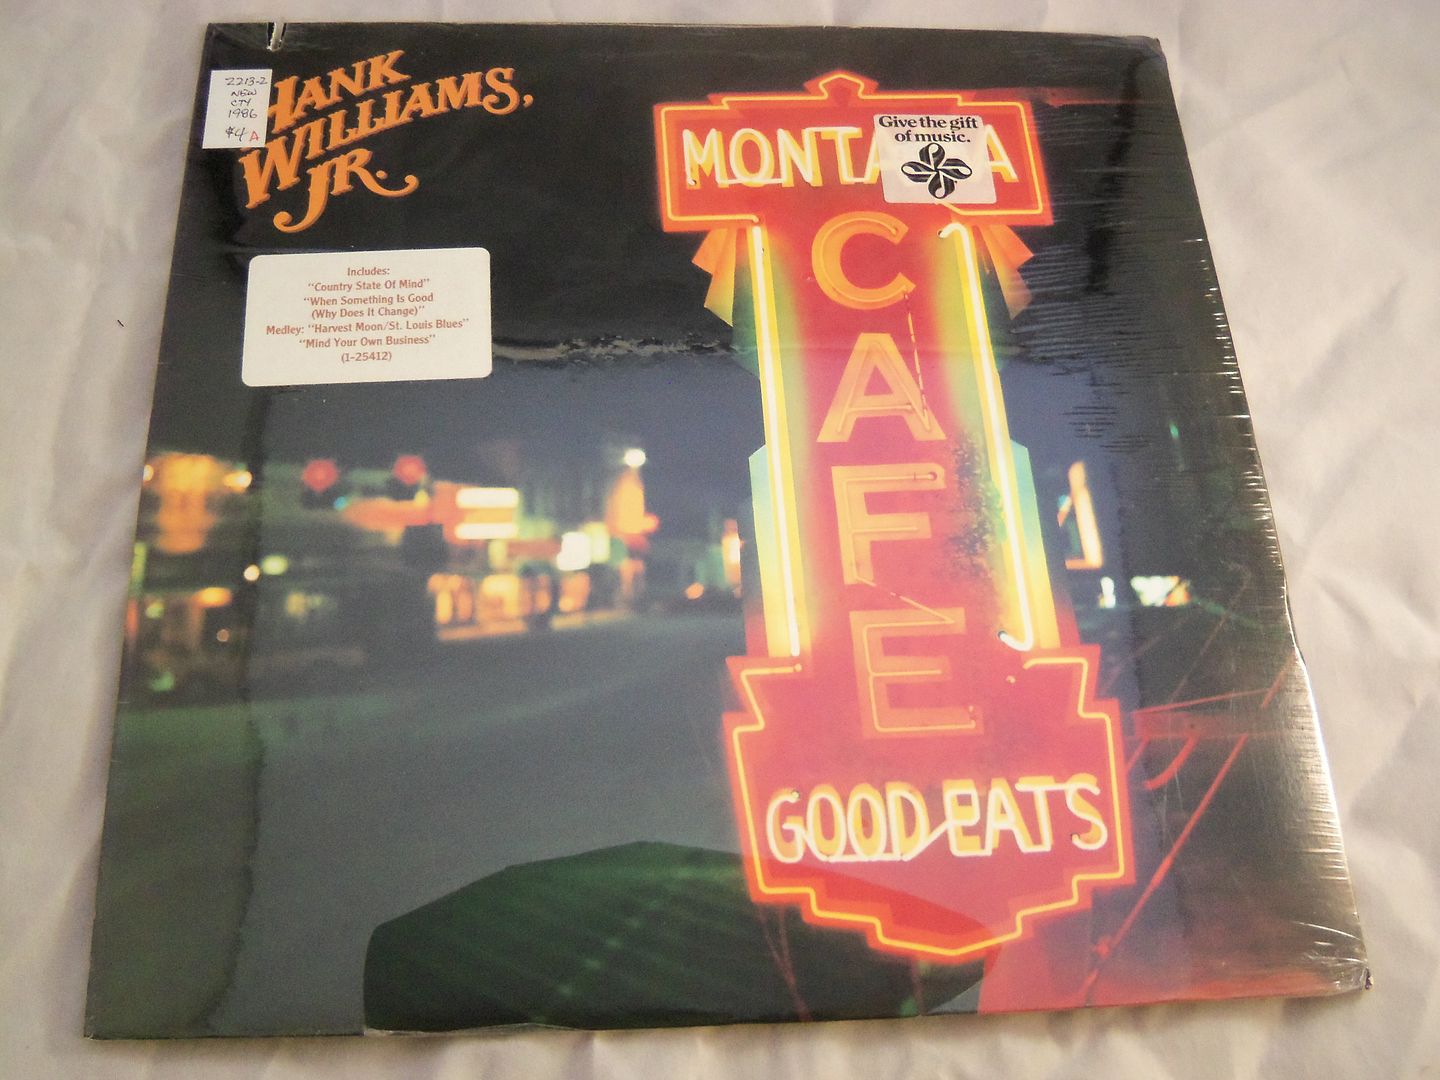 2213-2
NEW
CTY
1986
$4 A
HANK
WILLIAMS,
JR.
Includes:
"Country State Of Mind"
"When Something Is Good
(Why Does It Change)"
Medley: "Harvest Moon/St. Louis Blues"
"Mind Your Own Business"
(1-25412)
Give the gift
of music.
MONTANA
CAFE
GOOD EATS